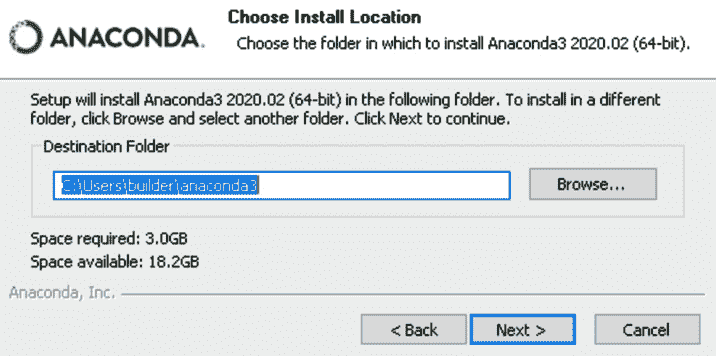 ANACONDA.
Choose Install Location
Choose the folder in which to install Anaconda3 2020.02 (64-bit).
Setup will install Anaconda3 2020.02 (64-bit) in the following folder. To install in a different
folder, click Browse and select another folder. Click Next to continue.
Destination Folder
C:\Users\builder\anaconda3
Browse...
Space required: 3.0GB
Space available: 18.2GB
Anaconda, Inc.
< Back
Next >
Cancel